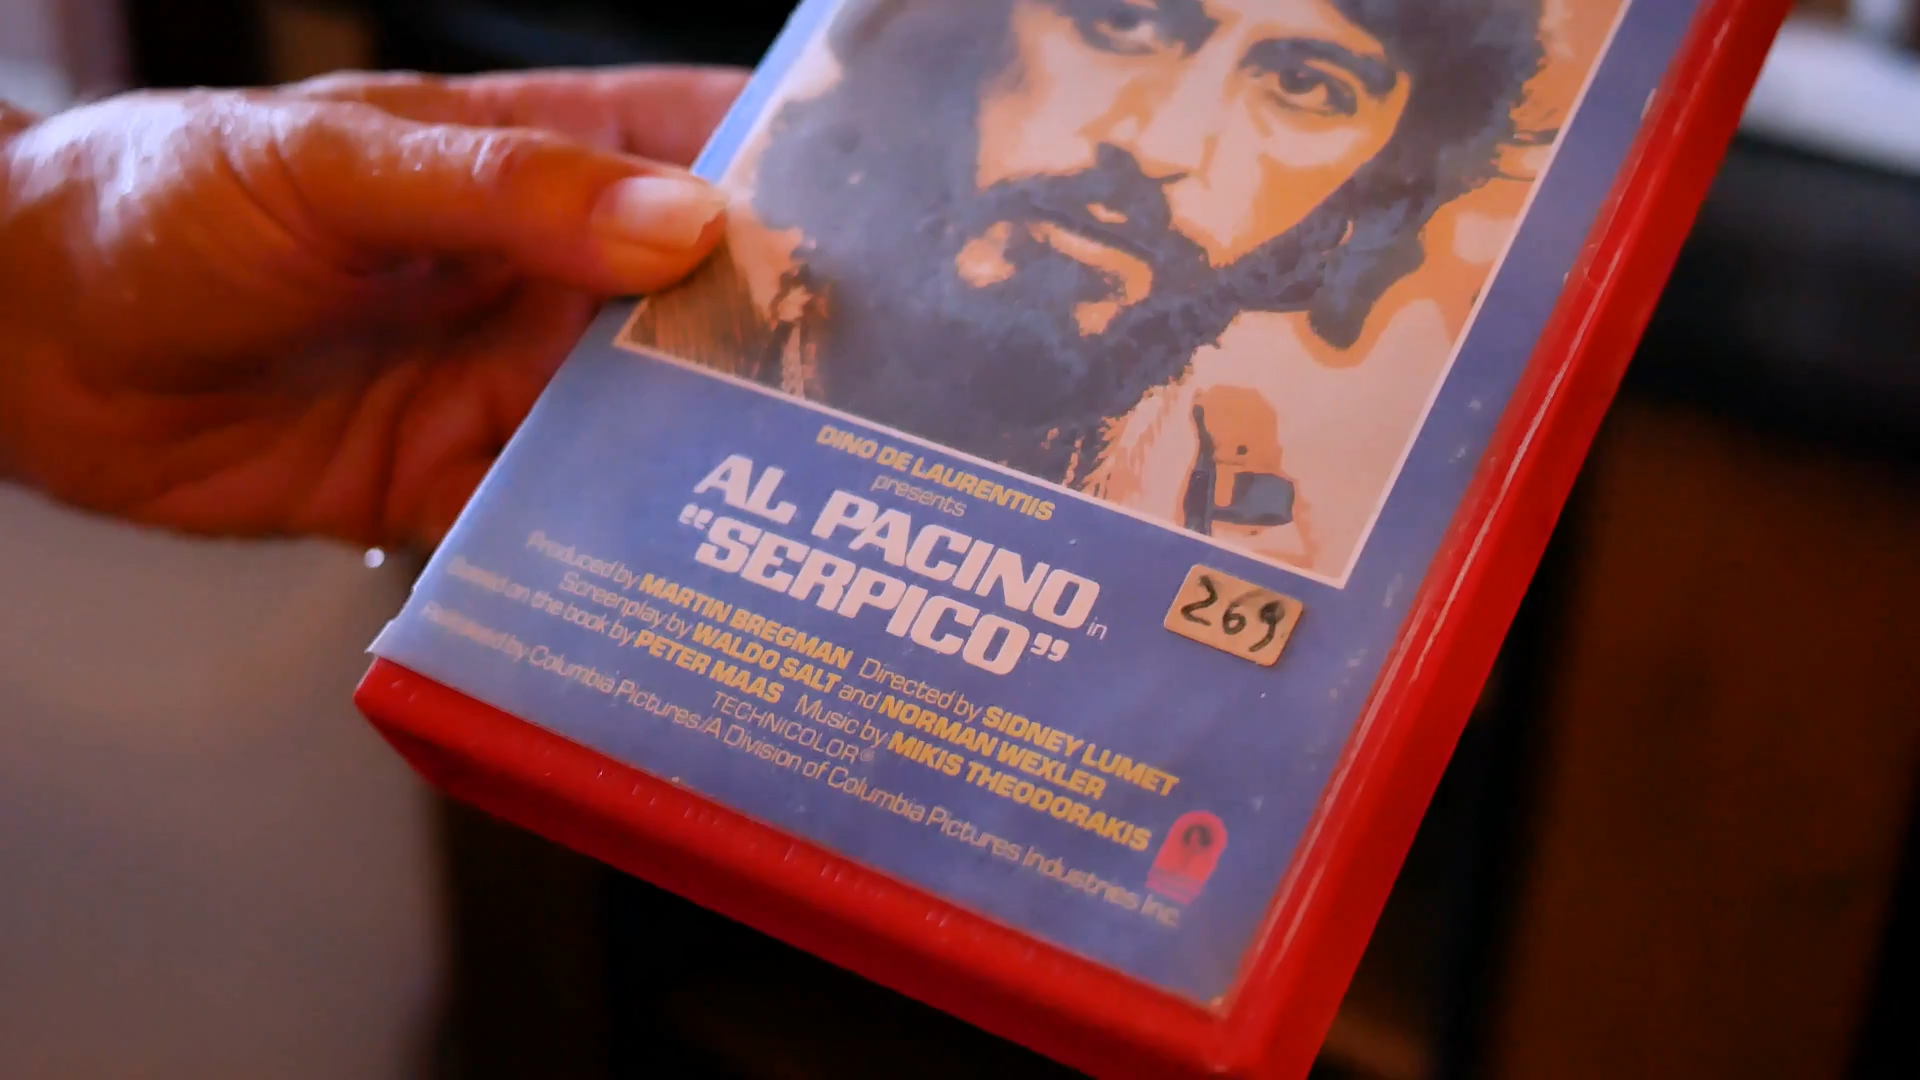 DINO DE LAURENTIIS
presents
AL PACINO in
“SERPICO”
Produced by MARTIN BREGMAN Directed by SIDNEY LUMET
Screenplay by WALDO SALT and NORMAN WEXLER
Based on the book by PETER MAAS Music by MIKIS THEODORAKIS
TECHNICOLOR®
Released by Columbia Pictures/A Division of Columbia Pictures Industries Inc.
269